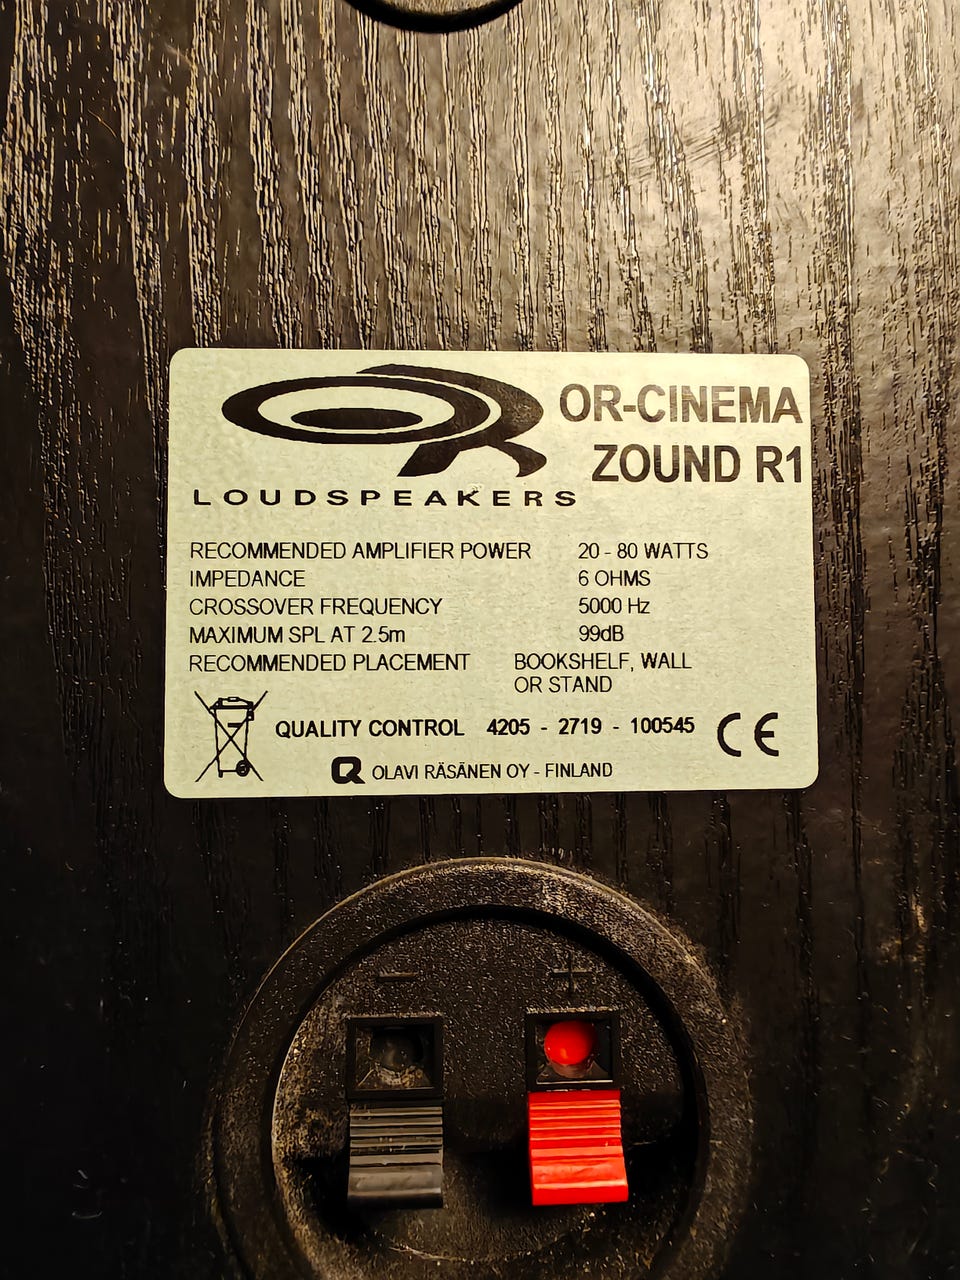 OR
LOUDSPEAKERS
OR-CINEMA
ZOUND R1
RECOMMENDED AMPLIFIER POWER 20 - 80 WATTS
IMPEDANCE 6 OHMS
CROSSOVER FREQUENCY 5000 Hz
MAXIMUM SPL AT 2.5m 99dB
RECOMMENDED PLACEMENT BOOKSHELF, WALL
OR STAND
QUALITY CONTROL 4205 - 2719 - 100545 CE
OLAVI RÄSÄNEN OY - FINLAND
- +